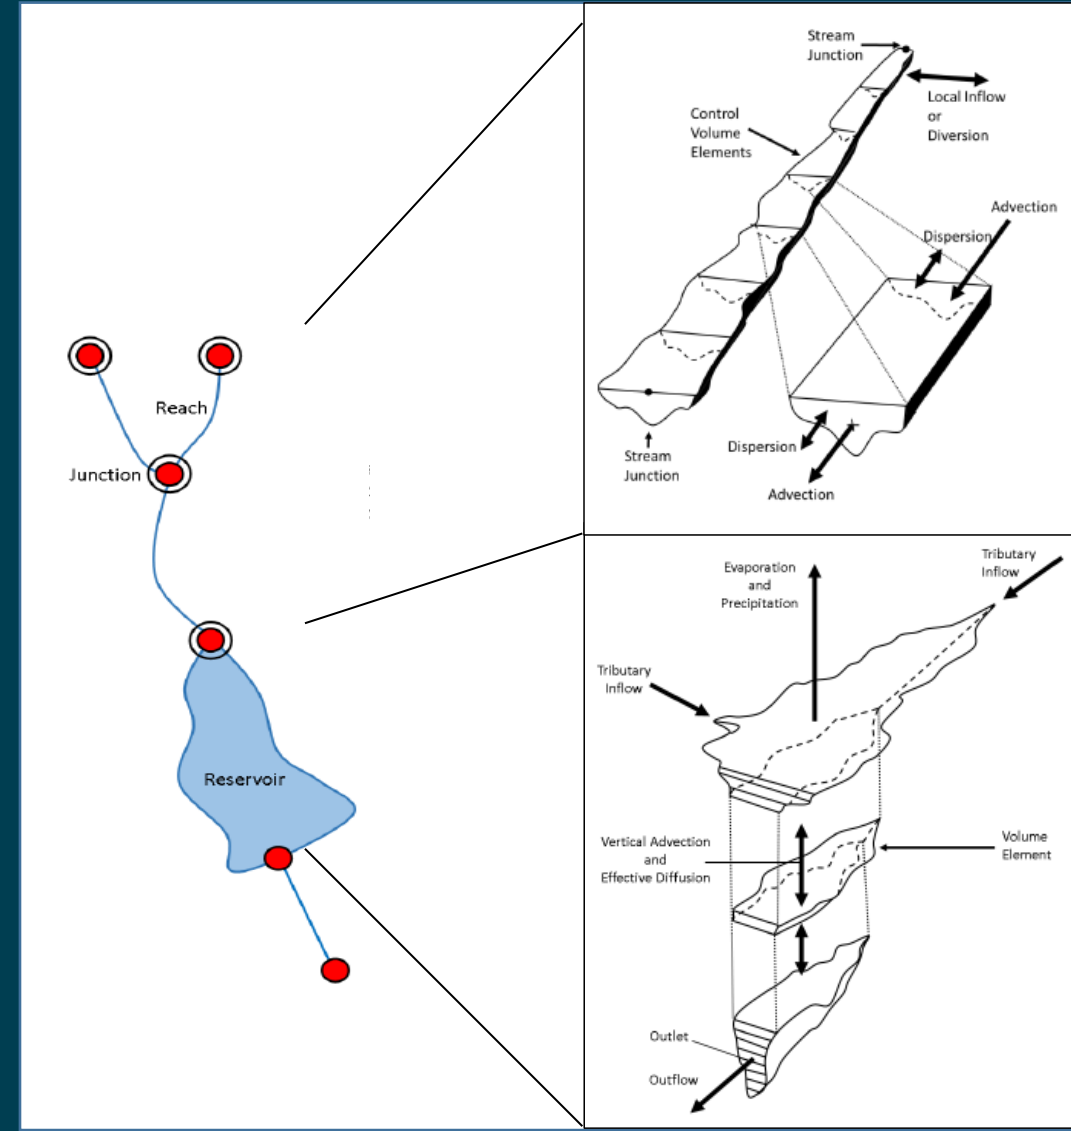 Reach
Junction
Reservoir
Stream
Junction
Local Inflow
or
Diversion
Control
Volume
Elements
Advection
Dispersion
Dispersion
Advection
Stream
Junction
Evaporation
and
Precipitation
Tributary
Inflow
Tributary
Inflow
Vertical Advection
and
Effective Diffusion
Volume
Element
Outlet
Outflow